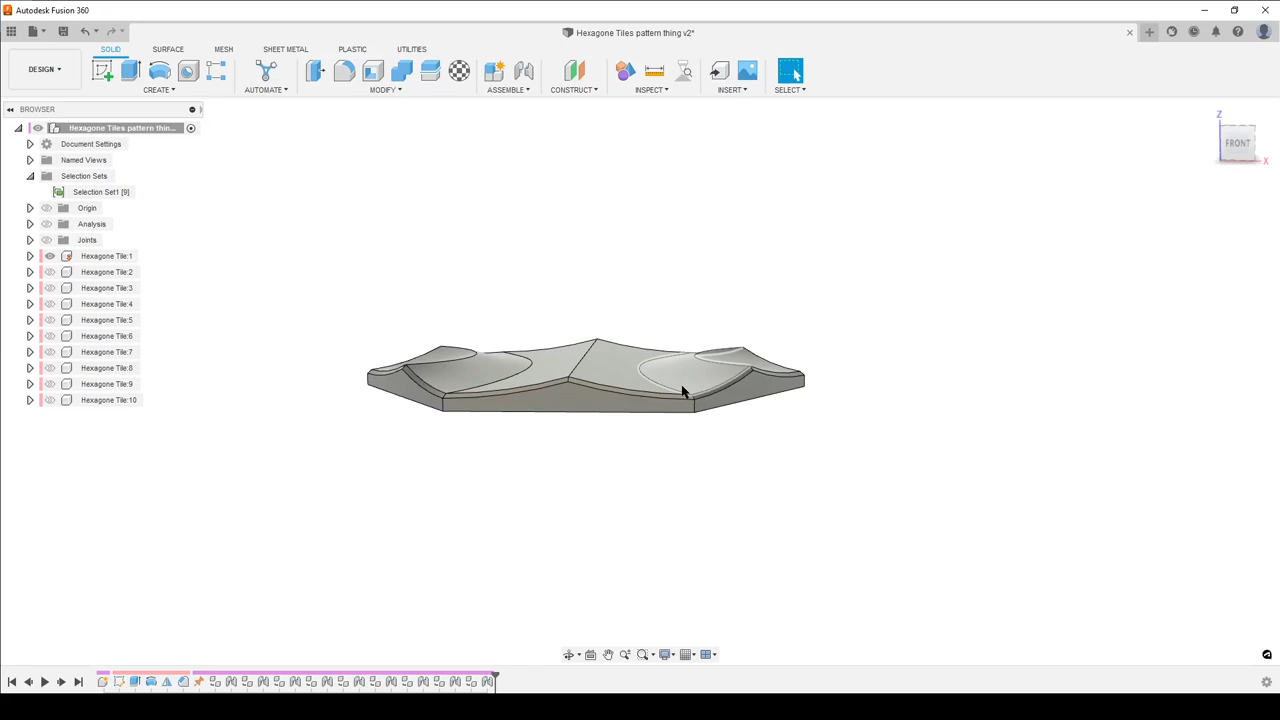 Autodesk Fusion 360
Hexagone Tiles pattern thing v2*
SOLID SURFACE MESH SHEET METAL PLASTIC UTILITIES
DESIGN
CREATE AUTOMATE MODIFY ASSEMBLE CONSTRUCT INSPECT INSERT SELECT
BROWSER
Hexagone Tiles pattern thin...
Document Settings
Named Views
Selection Sets
Selection Set1 [9]
Origin
Analysis
Joints
Hexagone Tile:1
Hexagone Tile:2
Hexagone Tile:3
Hexagone Tile:4
Hexagone Tile:5
Hexagone Tile:6
Hexagone Tile:7
Hexagone Tile:8
Hexagone Tile:9
Hexagone Tile:10
Z
FRONT
X